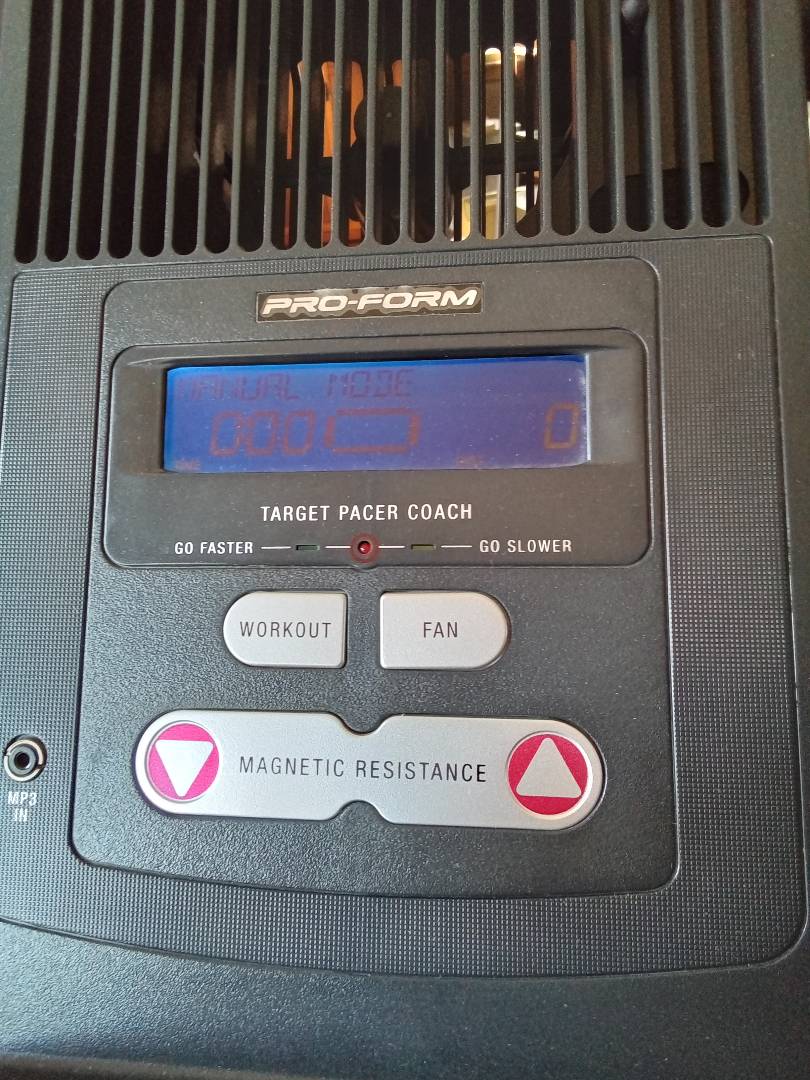 PRO-FORM
MANUAL MODE
000 0
TARGET PACER COACH
GO FASTER GO SLOWER
WORKOUT FAN
MAGNETIC RESISTANCE
MP3
IN